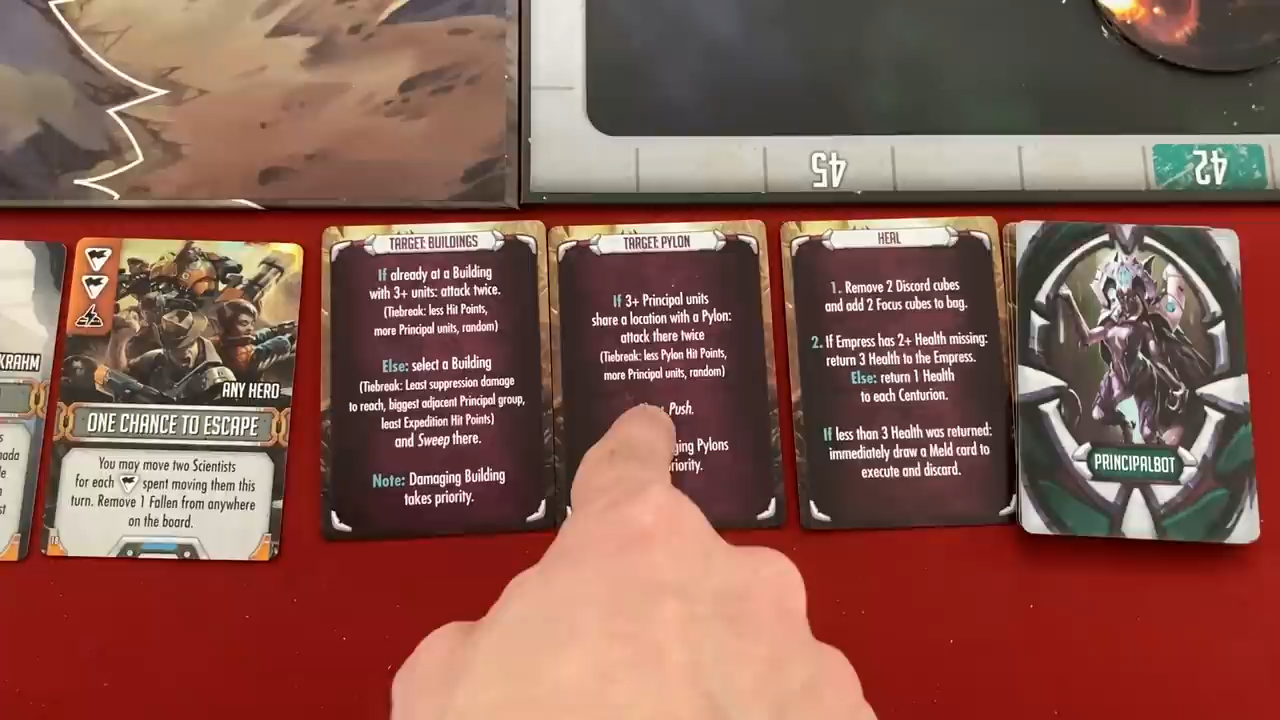 45
42
KRAHM
ANY HERO
ONE CHANCE TO ESCAPE
You may move two Scientists
for each spent moving them this
turn. Remove 1 Fallen from anywhere
on the board.
TARGET: BUILDINGS
If already at a Building
with 3+ units: attack twice.
(Tiebreak: less Hit Points,
more Principal units, random)
Else: select a Building
(Tiebreak: Least suppression damage
to reach, biggest adjacent Principal group,
least Expedition Hit Points)
and Sweep there.
Note: Damaging Building
takes priority.
TARGET: PYLON
If 3+ Principal units
share a location with a Pylon:
attack there twice
(Tiebreak: less Pylon Hit Points,
more Principal units, random)
Push.
Pylons
HEAL
1. Remove 2 Discord cubes
and add 2 Focus cubes to bag.
2. If Empress has 2+ Health missing:
return 3 Health to the Empress.
Else: return 1 Health
to each Centurion.
If less than 3 Health was returned:
immediately draw a Meld card to
execute and discard.
PRINCIPALBOT